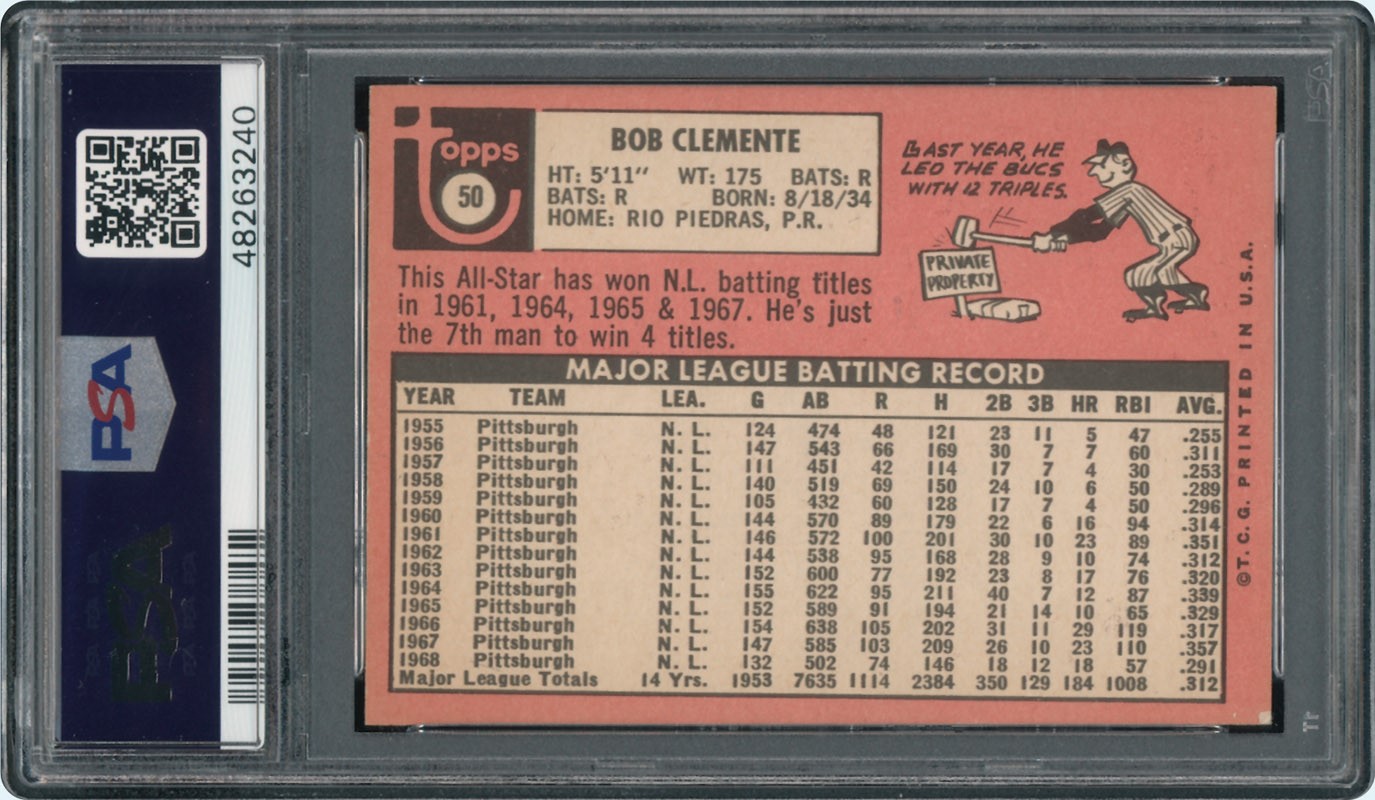 PSA
48263240
PSA
topps
50
BOB CLEMENTE
HT: 5'11" WT: 175 BATS: R
BATS: R BORN: 8/18/34
HOME: RIO PIEDRAS, P.R.
LAST YEAR, HE
LED THE BUCS
WITH 12 TRIPLES.
PRIVATE
PROPERTY
This All-Star has won N.L. batting titles
in 1961, 1964, 1965 & 1967. He's just
the 7th man to win 4 titles.
MAJOR LEAGUE BATTING RECORD
YEAR TEAM LEA. G AB R H 2B 3B HR RBI AVG.
1955 Pittsburgh N. L. 124 474 48 121 23 11 5 47 .255
1956 Pittsburgh N. L. 147 543 66 169 30 7 7 60 .311
1957 Pittsburgh N. L. 111 451 42 114 17 7 4 30 .253
1958 Pittsburgh N. L. 140 519 69 150 24 10 6 50 .289
1959 Pittsburgh N. L. 105 432 60 128 17 7 4 50 .296
1960 Pittsburgh N. L. 144 570 89 179 22 6 16 94 .314
1961 Pittsburgh N. L. 146 572 100 201 30 10 23 89 .351
1962 Pittsburgh N. L. 144 538 95 168 28 9 10 74 .312
1963 Pittsburgh N. L. 152 600 77 192 23 8 17 76 .320
1964 Pittsburgh N. L. 155 622 95 211 40 7 12 87 .339
1965 Pittsburgh N. L. 152 589 91 194 21 14 10 65 .329
1966 Pittsburgh N. L. 154 638 105 202 31 11 29 119 .317
1967 Pittsburgh N. L. 147 585 103 209 26 10 23 110 .357
1968 Pittsburgh N. L. 132 502 74 146 18 12 18 57 .291
Major League Totals 14 Yrs. 1953 7635 1114 2384 350 129 184 1008 .312
©T. C. G. PRINTED IN U.S.A.
PSA
Tr